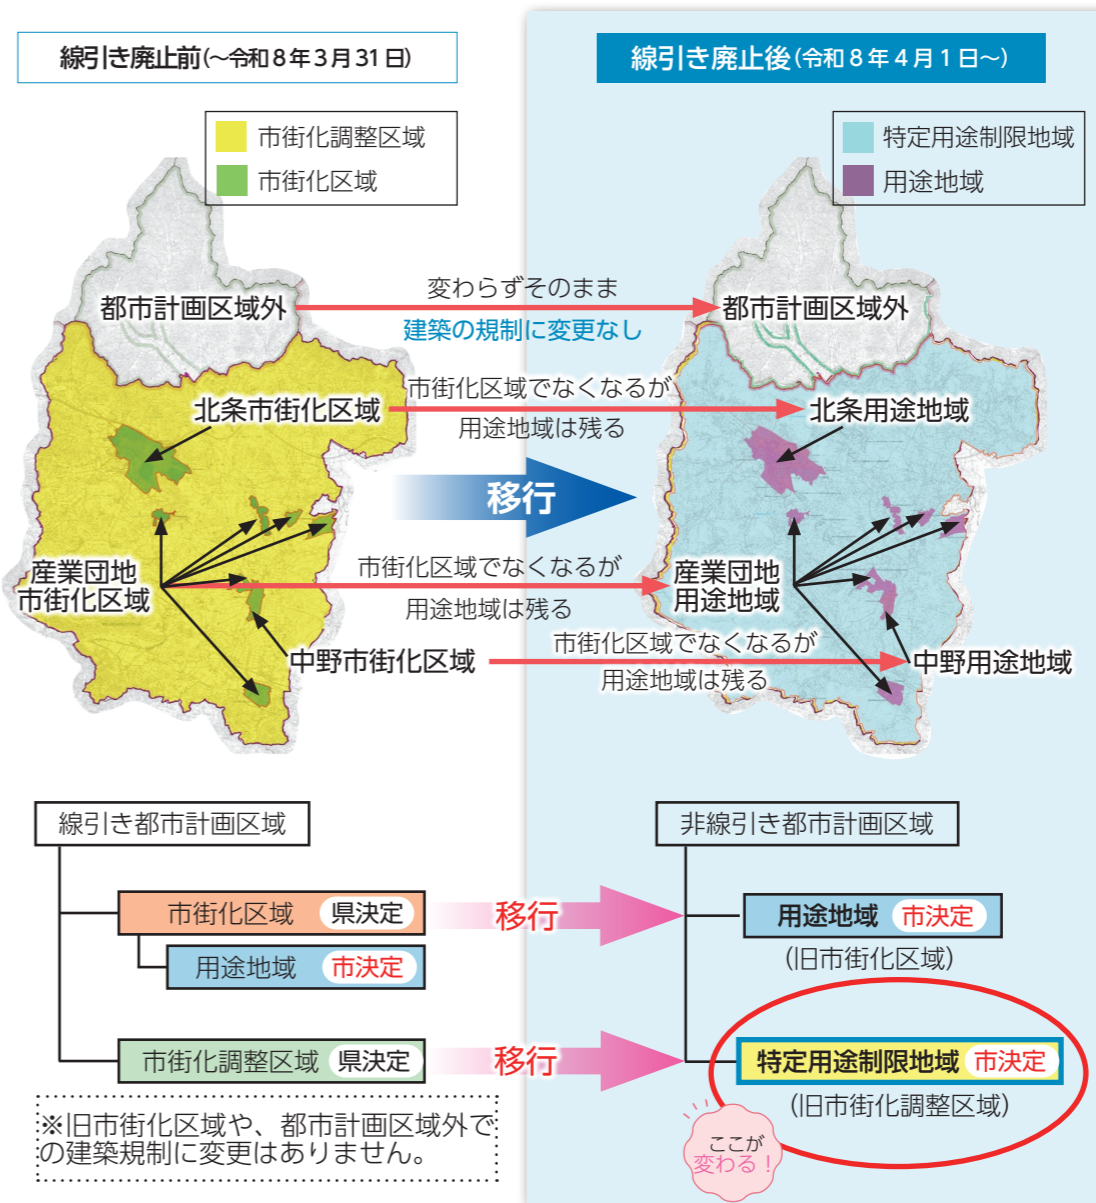 線引き廃止前(～令和8年3月31日)
線引き廃止後(令和8年4月1日～)
市街化調整区域
市街化区域
特定用途制限地域
用途地域
都市計画区域外
変わらずそのまま
建築の規制に変更なし
都市計画区域外
北条市街化区域
市街化区域でなくなるが
用途地域は残る
北条用途地域
移行
産業団地
市街化区域
市街化区域でなくなるが
用途地域は残る
産業団地
用途地域
中野市街化区域
市街化区域でなくなるが
用途地域は残る
中野用途地域
線引き都市計画区域
市街化区域 県決定
用途地域 市決定
市街化調整区域 県決定
移行
移行
非線引き都市計画区域
用途地域 市決定
(旧市街化区域)
特定用途制限地域 市決定
(旧市街化調整区域)
ここが
変わる!
※旧市街化区域や、都市計画区域外で
の建築規制に変更はありません。